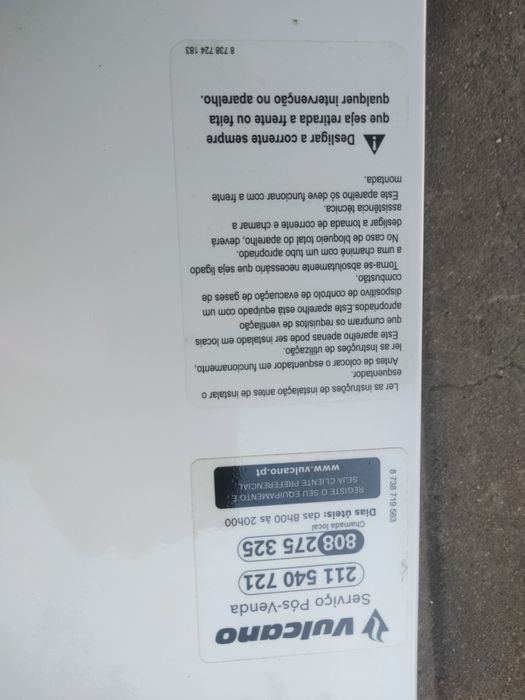 Vulcano
Serviço Pós-Venda
211 540 721
808 275 325
Chamada local
Dias úteis: das 8h00 às 20h00
REGISTE O SEU EQUIPAMENTO E
SEJA CLIENTE PREFERENCIAL
www.vulcano.pt
8 738 719 563
Ler as instruções de instalação antes de instalar o
esquentador.
Antes de colocar o esquentador em funcionamento,
ler as Instruções de utilização.
Este aparelho apenas pode ser instalado em locais
que cumpram os requisitos de ventilação
apropriados.Este aparelho está equipado com um
dispositivo de controlo de evacuação de gases de
combustão.
Torna-se absolutamente necessário que seja ligado
a uma chaminé com um tubo apropriado.
No caso de bloqueio total do aparelho, deverá
desligar a tomada de corrente e chamar a
assistência técnica.
Este aparelho só deve funcionar com a frente
montada.
Desligar a corrente sempre
que seja retirada a frente ou feita
qualquer intervenção no aparelho.
8 738 724 183